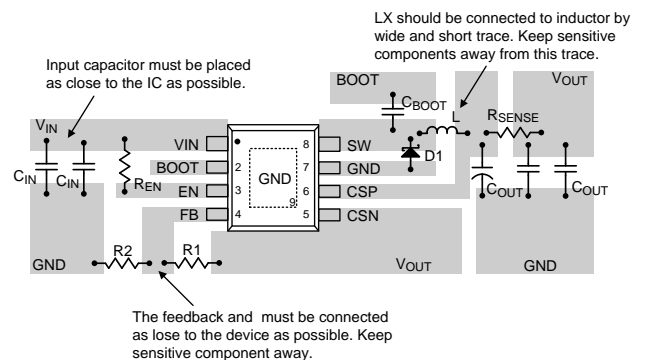 LX should be connected to inductor by
wide and short trace. Keep sensitive
components away from this trace.
Input capacitor must be placed
as close to the IC as possible.
BOOT
VOUT
CBOOT
L
RSENSE
VIN
VIN
8
SW
D1
CIN
CIN
REN
BOOT
2
GND
7
GND
EN
3
6
CSP
COUT
COUT
9
FB
4
5
CSN
R2
R1
GND
VOUT
GND
The feedback and  must be connected
as lose to the device as possible. Keep
sensitive component away.